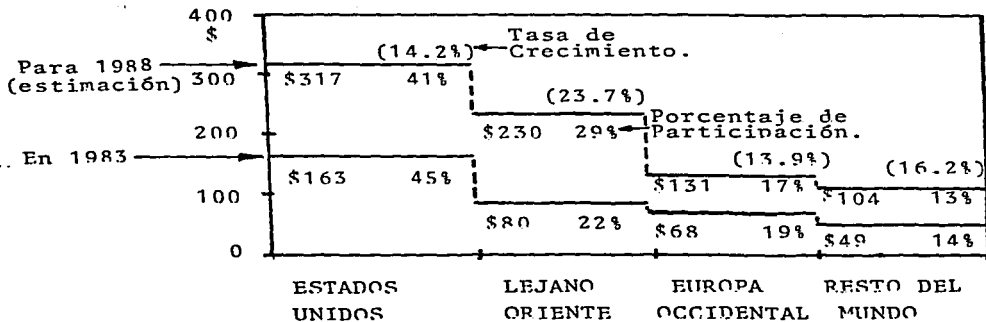 400
$
Tasa de
(14.2%) Crecimiento.
Para 1988
(estimación) 300
$317 41%
(23.7%)
Porcentaje de
200 $230 29% Participación.
En 1983
(13.9%) (16.2%)
$163 45%
$131 17%
100 $104 13%
$80 22%
$68 19%
0 $49 14%
ESTADOS LEJANO EUROPA RESTO DEL
UNIDOS ORIENTE OCCIDENTAL MUNDO